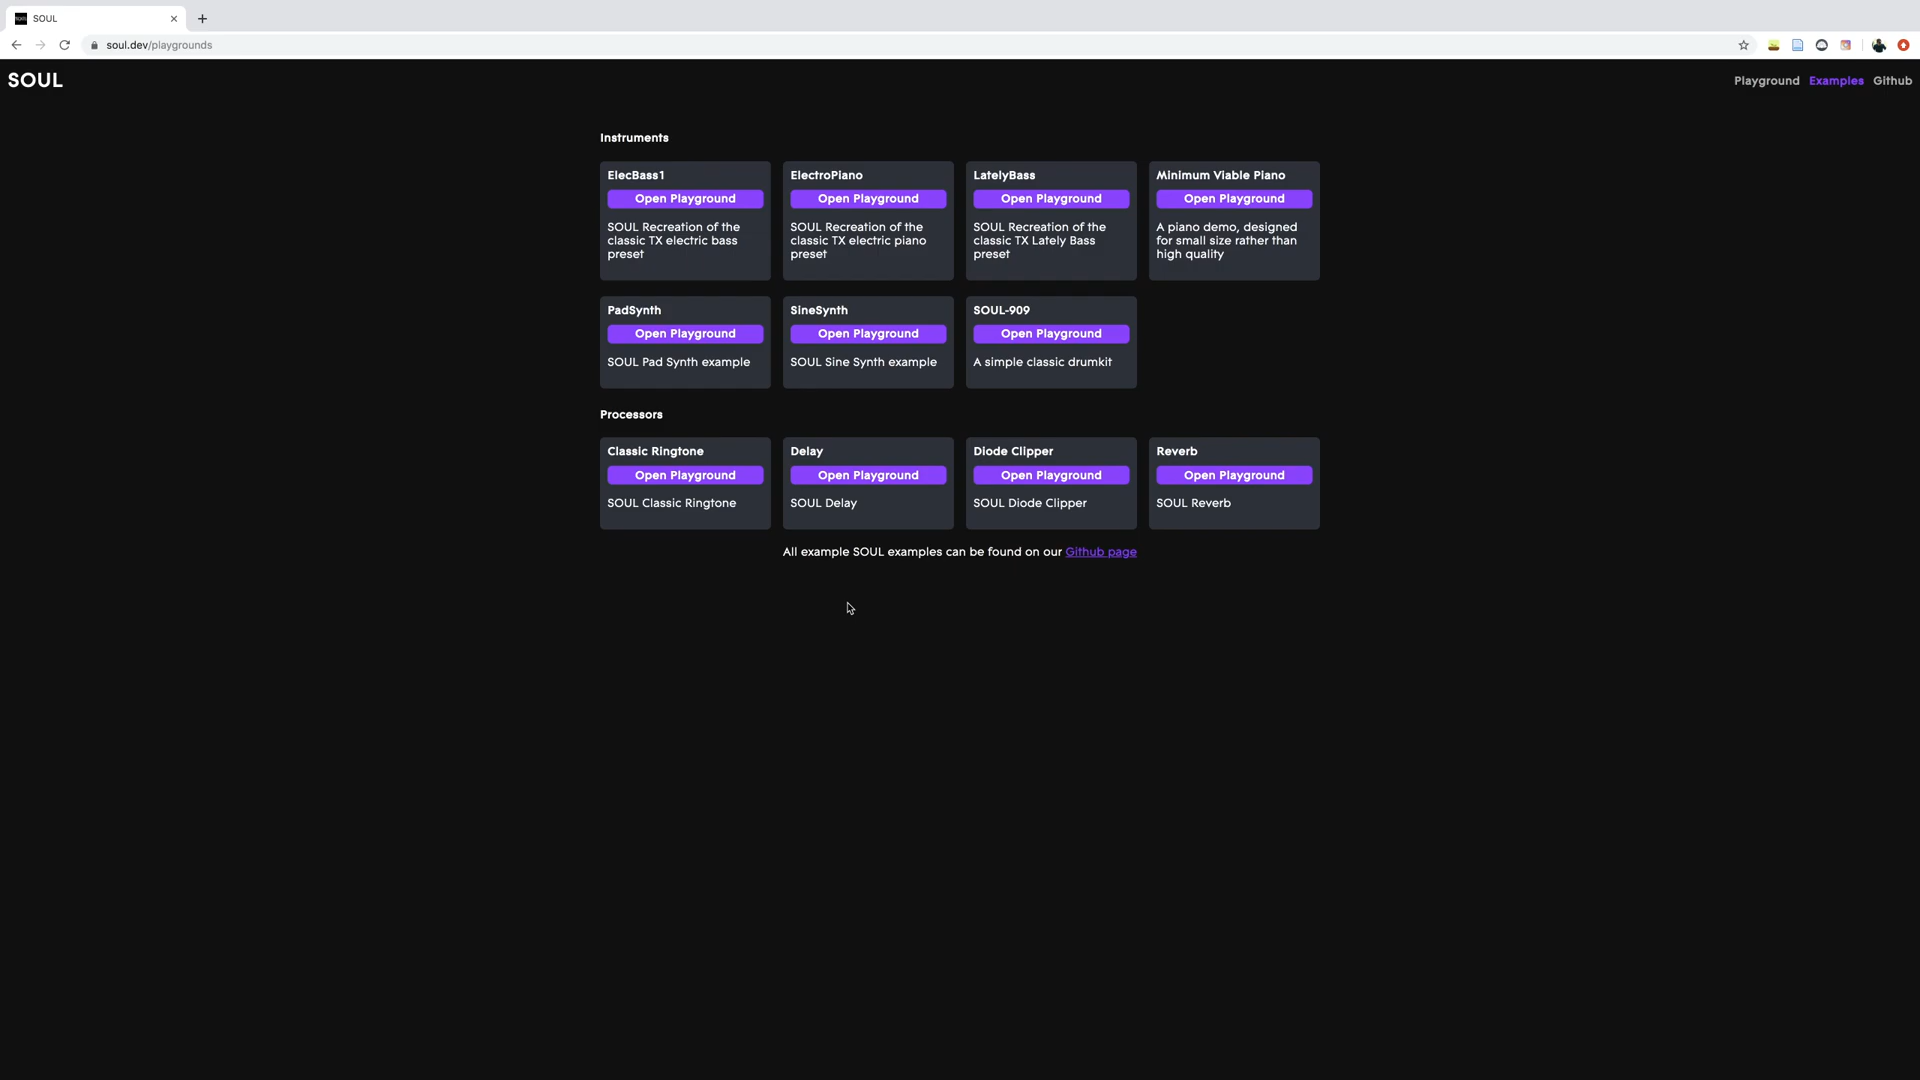 SOUL
soul.dev/playgrounds
SOUL
Playground Examples Github
Instruments
ElecBass1
Open Playground
SOUL Recreation of the
classic TX electric bass
preset
ElectroPiano
Open Playground
SOUL Recreation of the
classic TX electric piano
preset
LatelyBass
Open Playground
SOUL Recreation of the
classic TX Lately Bass
preset
Minimum Viable Piano
Open Playground
A piano demo, designed
for small size rather than
high quality
PadSynth
Open Playground
SOUL Pad Synth example
SineSynth
Open Playground
SOUL Sine Synth example
SOUL-909
Open Playground
A simple classic drumkit
Processors
Classic Ringtone
Open Playground
SOUL Classic Ringtone
Delay
Open Playground
SOUL Delay
Diode Clipper
Open Playground
SOUL Diode Clipper
Reverb
Open Playground
SOUL Reverb
All example SOUL examples can be found on our Github page